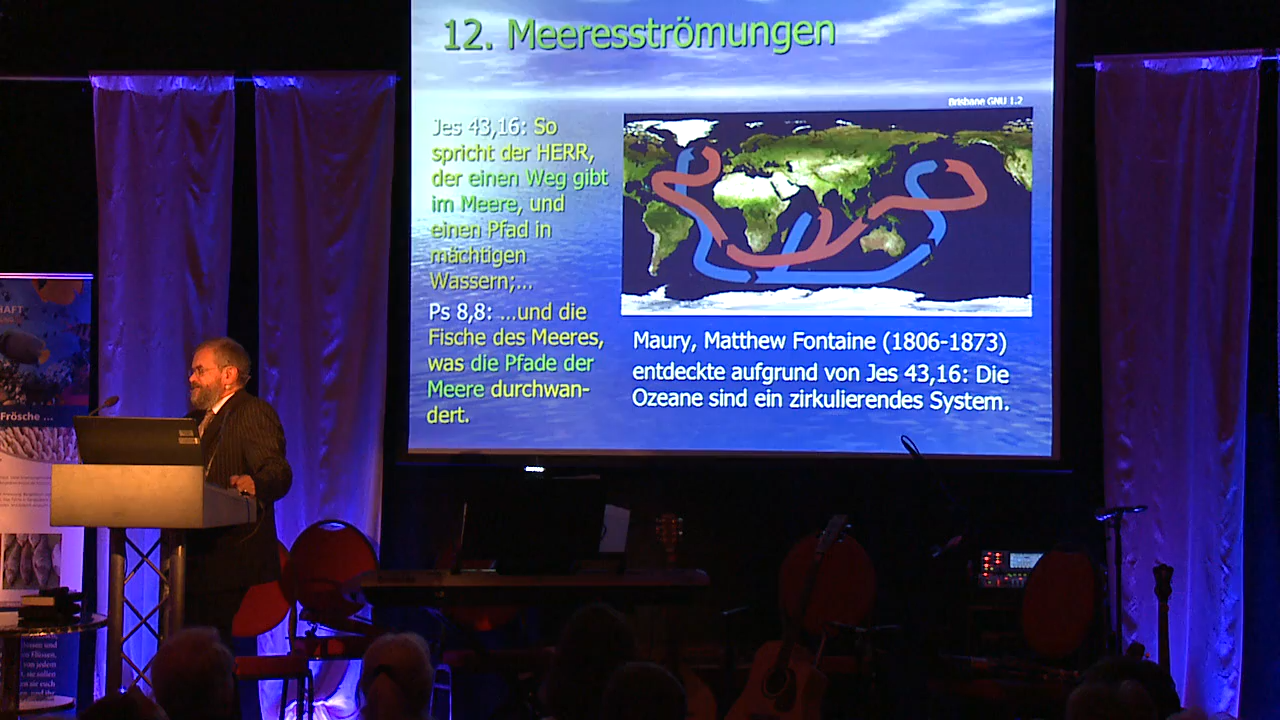 12. Meeresströmungen
Brisbane GNU 1.2
Jes 43,16: So
spricht der HERR,
der einen Weg gibt
im Meere, und
einen Pfad in
mächtigen
Wassern;...
Ps 8,8: ...und die
Fische des Meeres,
was die Pfade der
Meere durchwan-
dert.
Maury, Matthew Fontaine (1806-1873)
entdeckte aufgrund von Jes 43,16: Die
Ozeane sind ein zirkulierendes System.
HAFT
Frösche ...